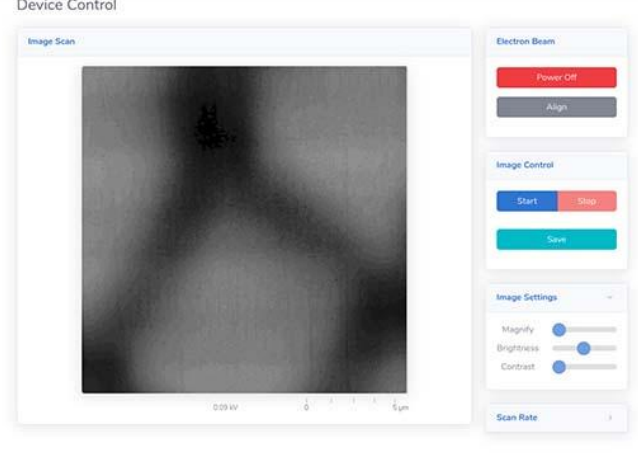 Device Control
Image Scan
0.09 kV
0
5 μm
Electron Beam
Power Off
Align
Image Control
Start
Stop
Save
Image Settings
Magnify
Brightness
Contrast
Scan Rate